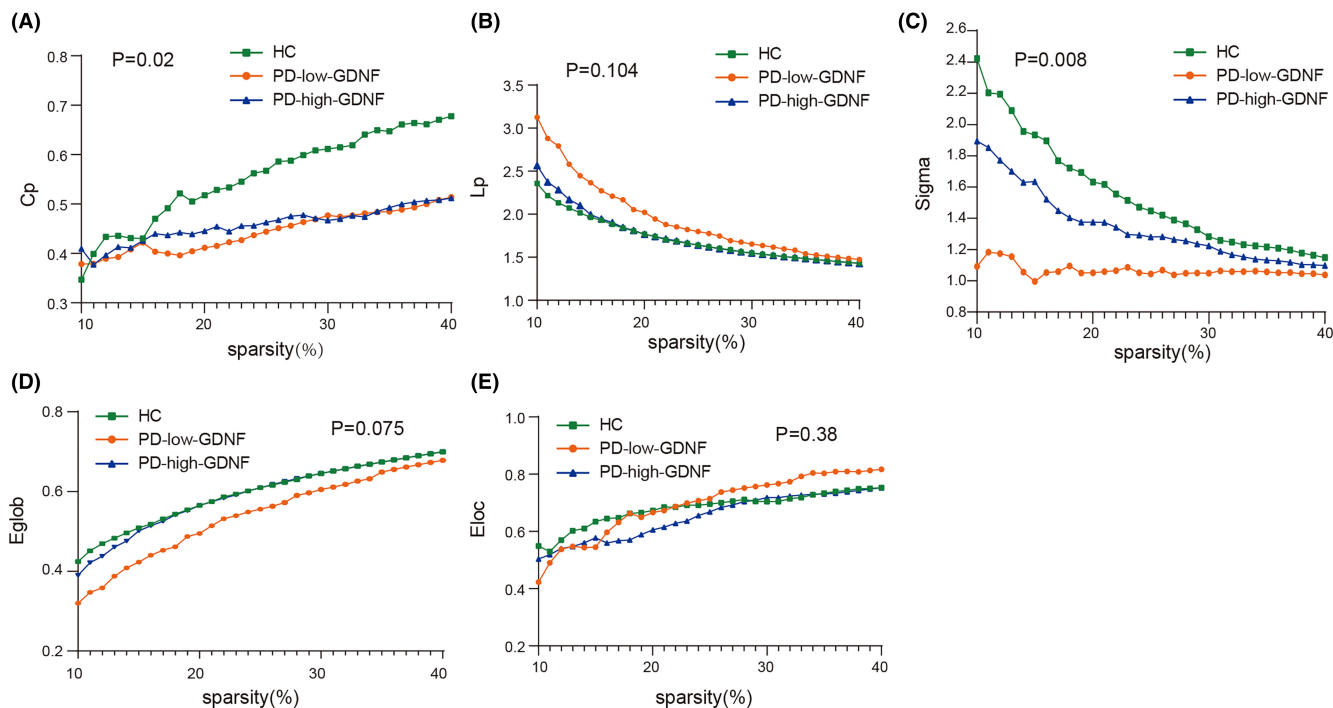 (A)
P=0.02
HC
PD-low-GDNF
PD-high-GDNF
Cp
0.8
0.7
0.6
0.5
0.4
0.3
10 20 30 40
sparsity(%)
(B)
P=0.104
HC
PD-low-GDNF
PD-high-GDNF
Lp
3.5
3.0
2.5
2.0
1.5
1.0
10 20 30 40
sparsity(%)
(C)
P=0.008
HC
PD-low-GDNF
PD-high-GDNF
Sigma
2.6
2.4
2.2
2.0
1.8
1.6
1.4
1.2
1.0
0.8
10 20 30 40
sparsity(%)
(D)
HC
PD-low-GDNF
PD-high-GDNF
P=0.075
Eglob
0.8
0.6
0.4
0.2
10 20 30 40
sparsity(%)
(E)
HC
PD-low-GDNF
PD-high-GDNF
P=0.38
Eloc
1.0
0.8
0.6
0.4
0.2
10 20 30 40
sparsity(%)